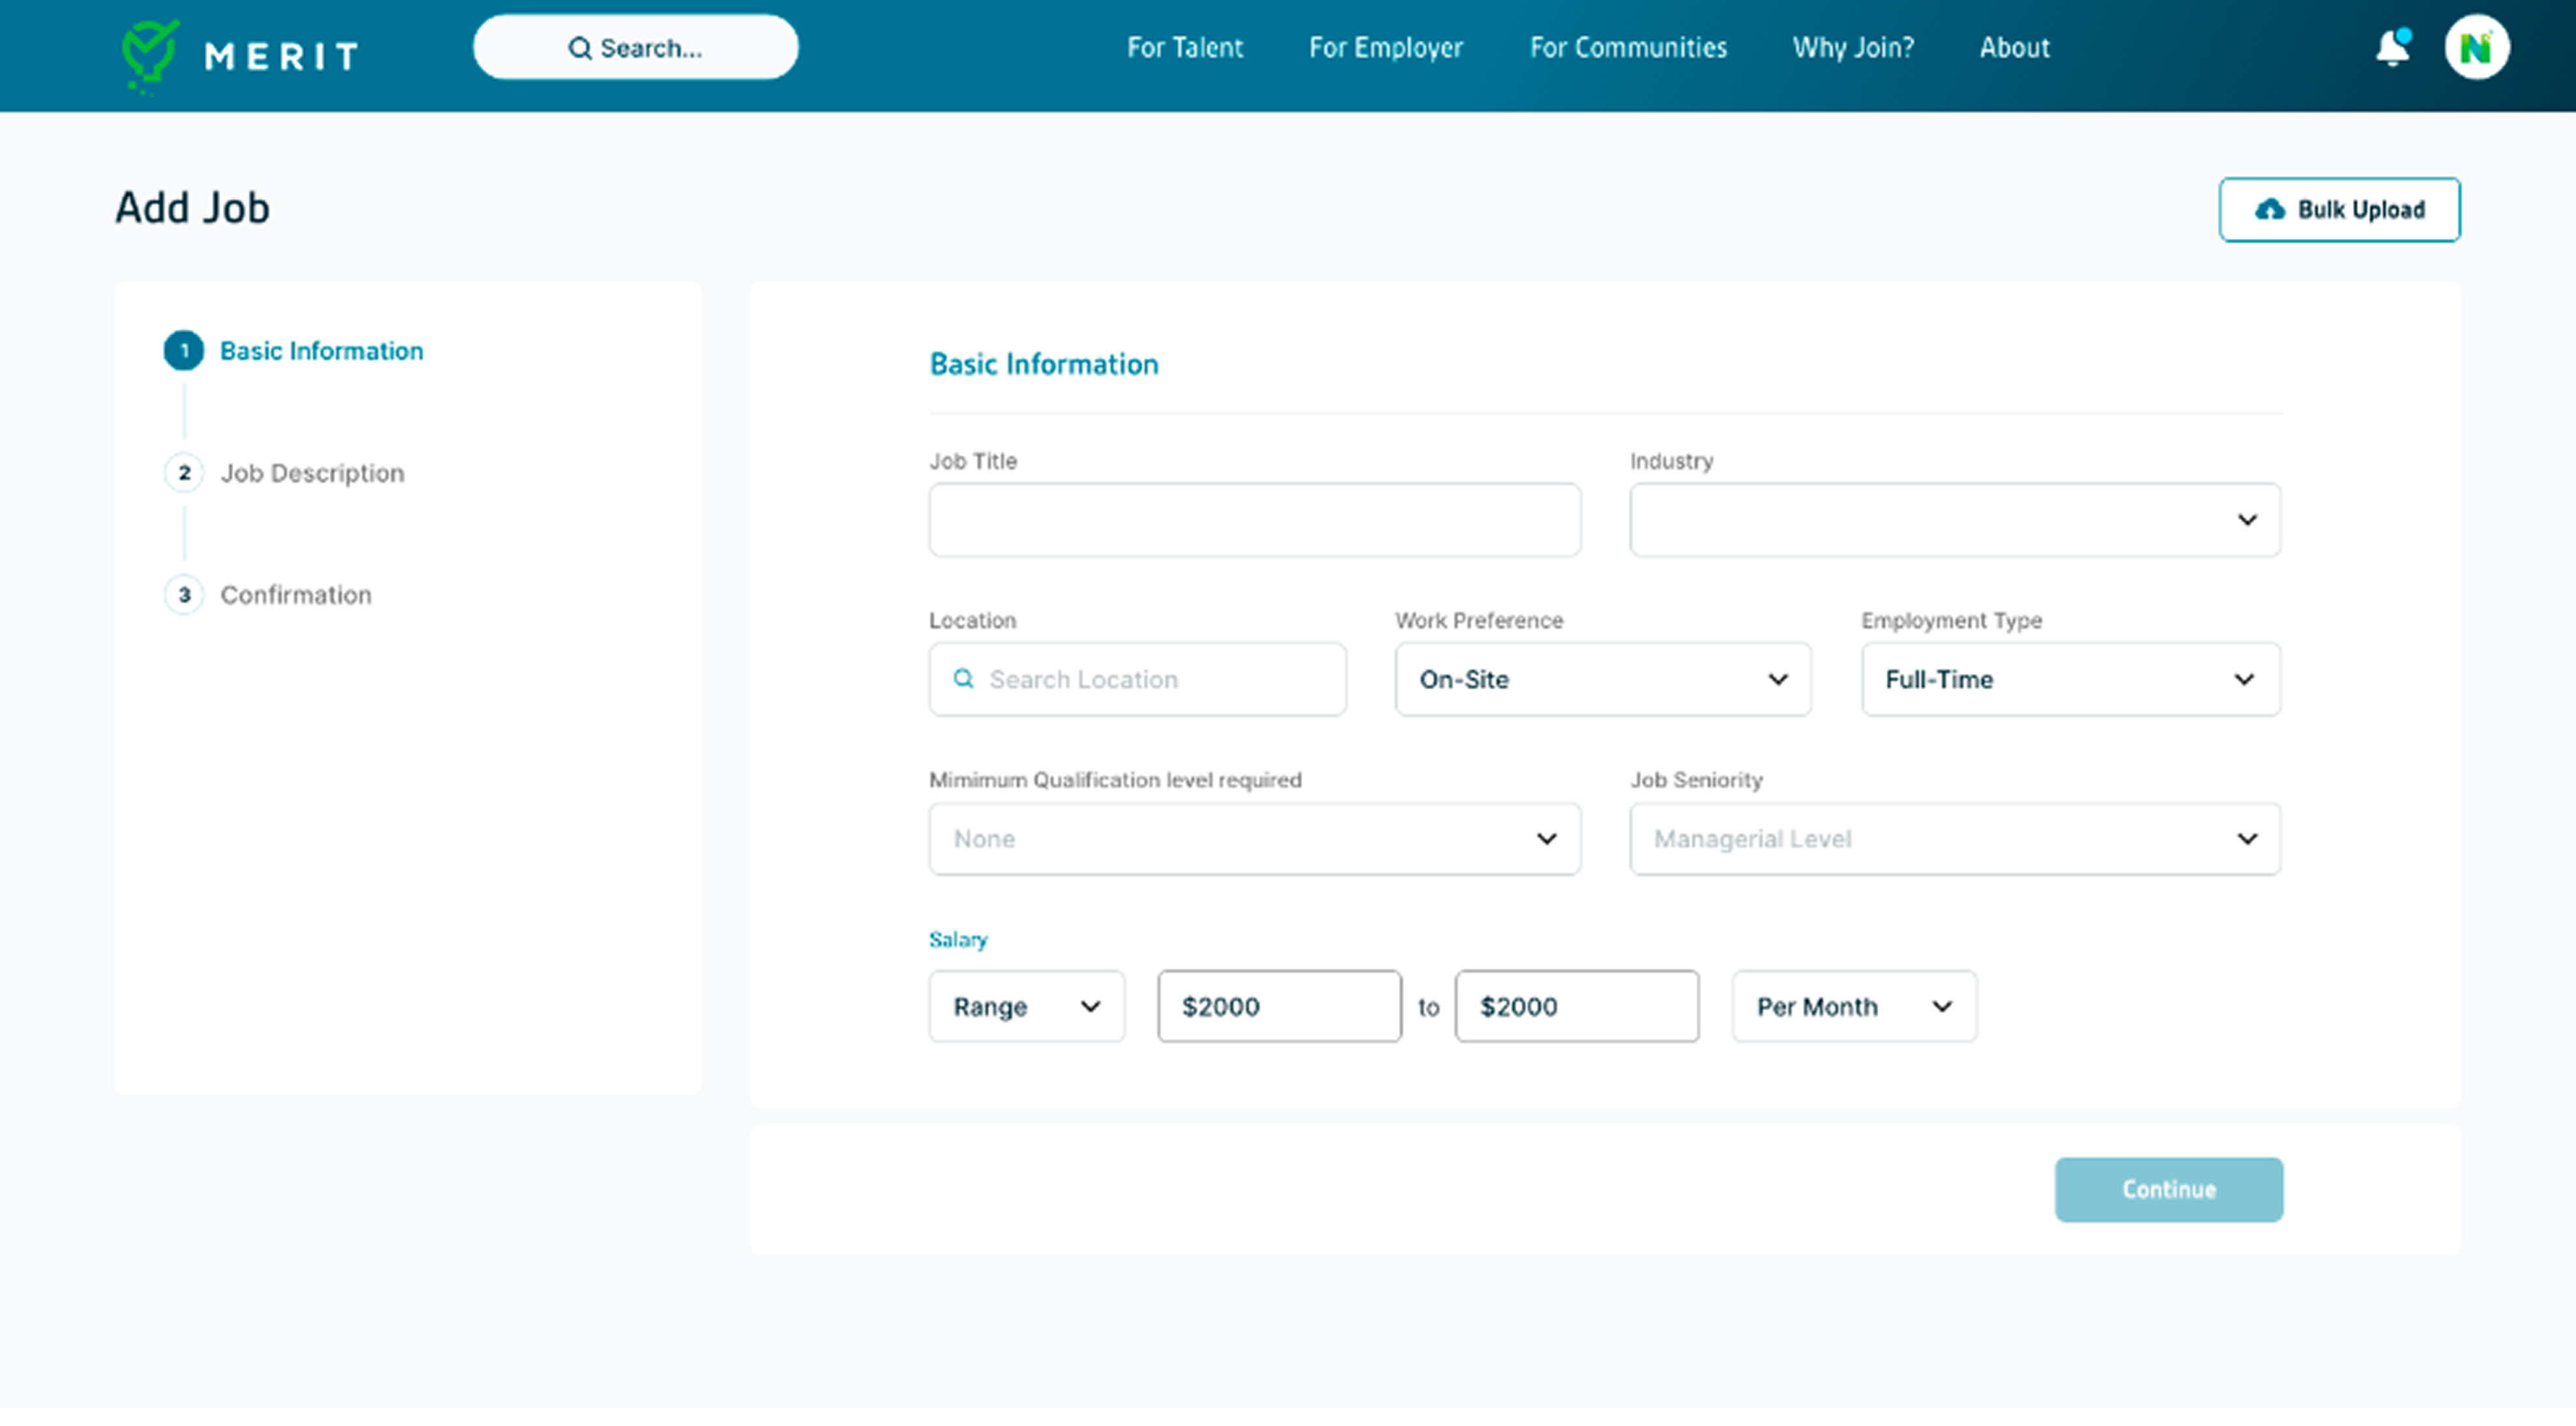 MERIT
Search...
For Talent For Employer For Communities Why Join? About
N
Add Job
Bulk Upload
1 Basic Information
2 Job Description
3 Confirmation
Basic Information
Job Title Industry
Location Work Preference Employment Type
Search Location On-Site Full-Time
Mimimum Qualification level required Job Seniority
None Managerial Level
Salary
Range $2000 to $2000 Per Month
Continue